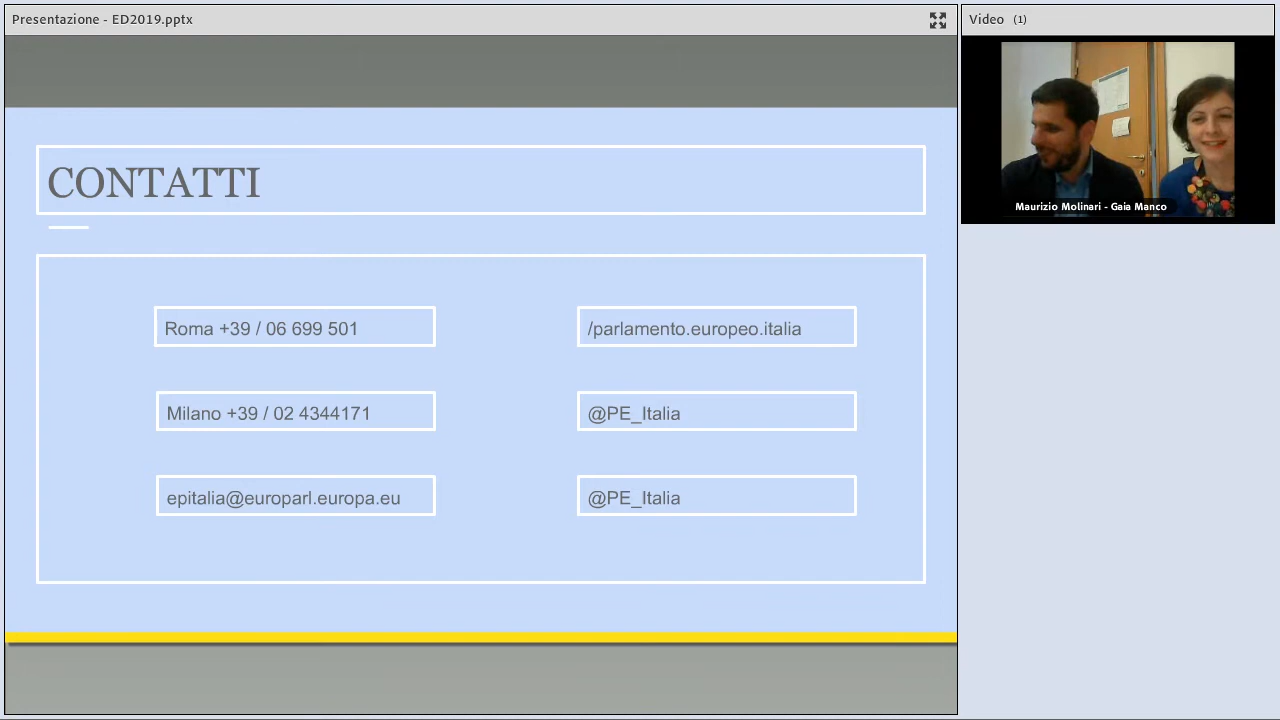 Presentazione - ED2019.pptx
Video (1)
Maurizio Molinari - Gaia Manco
CONTATTI
Roma +39 / 06 699 501
/parlamento.europeo.italia
Milano +39 / 02 4344171
@PE_Italia
epitalia@europarl.europa.eu
@PE_Italia